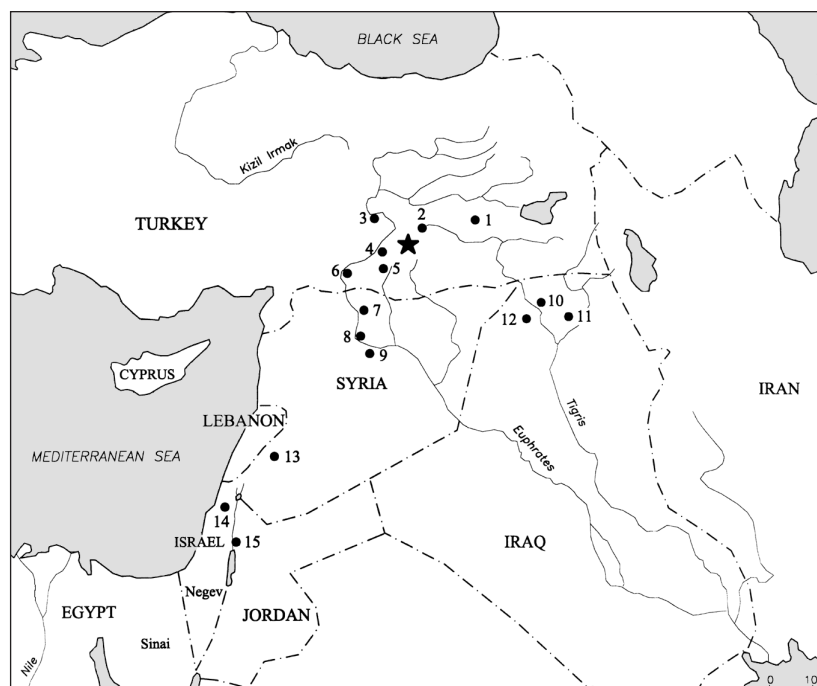 BLACK SEA
Kizil Irmak
TURKEY
3
2
1
4
5
6
7
10
11
12
8
9
CYPRUS
SYRIA
IRAN
LEBANON
Tigris
Euphrates
MEDITERRANEAN SEA
13
14
ISRAEL
15
IRAQ
Negev
EGYPT
JORDAN
Sinai
Nile
0 10